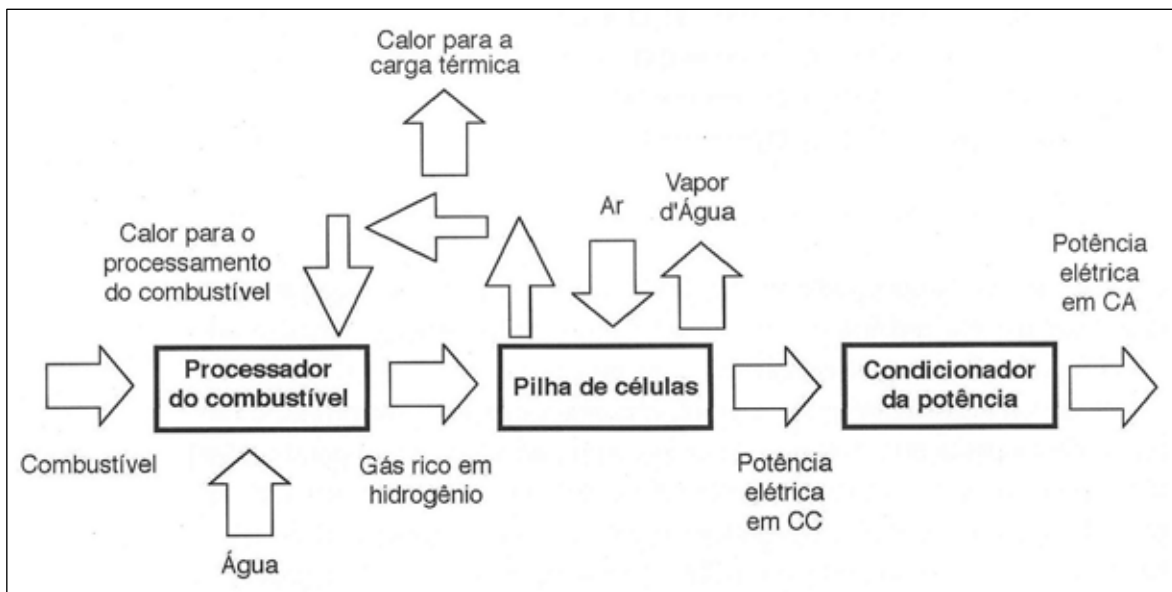 Calor para a
carga térmica
Calor para o
processamento
do combustível
Ar
Vapor
d'Água
Potência
elétrica
em CA
Processador
do combustível
Pilha de células
Condicionador
da potência
Combustível
Gás rico em
hidrogênio
Potência
elétrica
em CC
Água